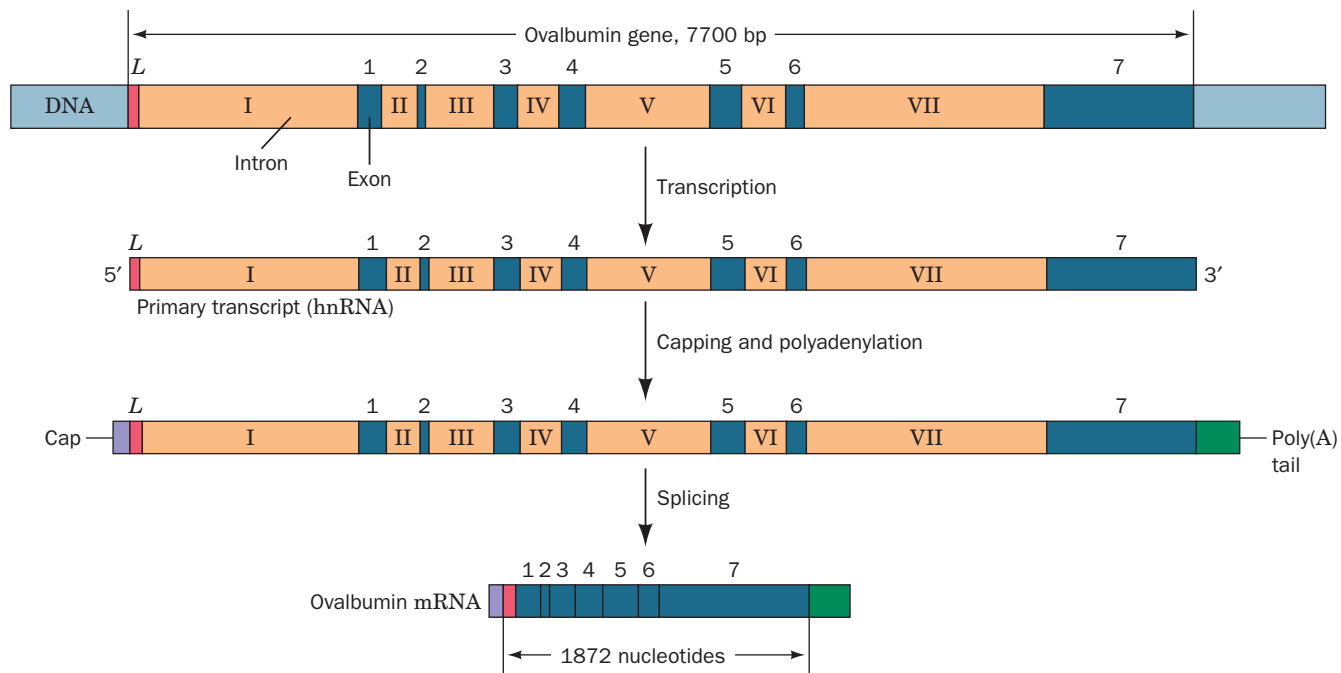 Ovalbumin gene, 7700 bp
L 1 2 3 4 5 6 7
DNA I II III IV V VI VII
Intron
Exon
Transcription
L 1 2 3 4 5 6 7
5′ I II III IV V VI VII 3′
Primary transcript (hnRNA)
Capping and polyadenylation
L 1 2 3 4 5 6 7
Cap I II III IV V VI VII Poly(A)
tail
Splicing
1 2 3 4 5 6 7
Ovalbumin mRNA
1872 nucleotides